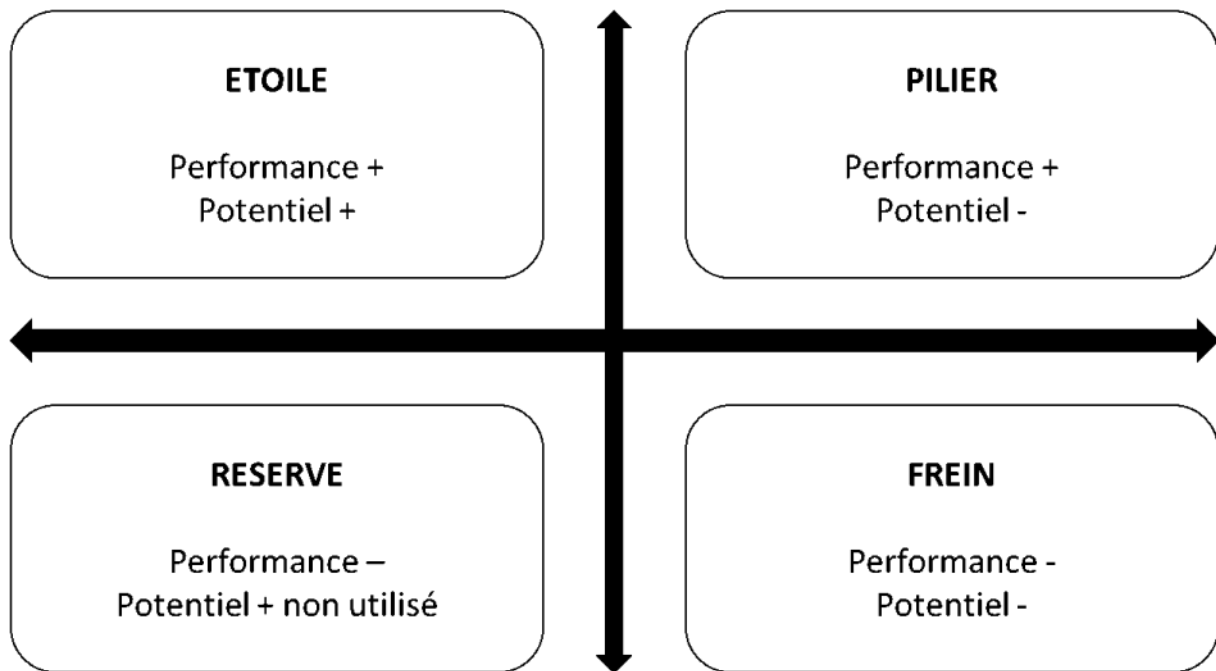 ETOILE
Performance +
Potentiel +
PILIER
Performance +
Potentiel -
RESERVE
Performance –
Potentiel + non utilisé
FREIN
Performance -
Potentiel -